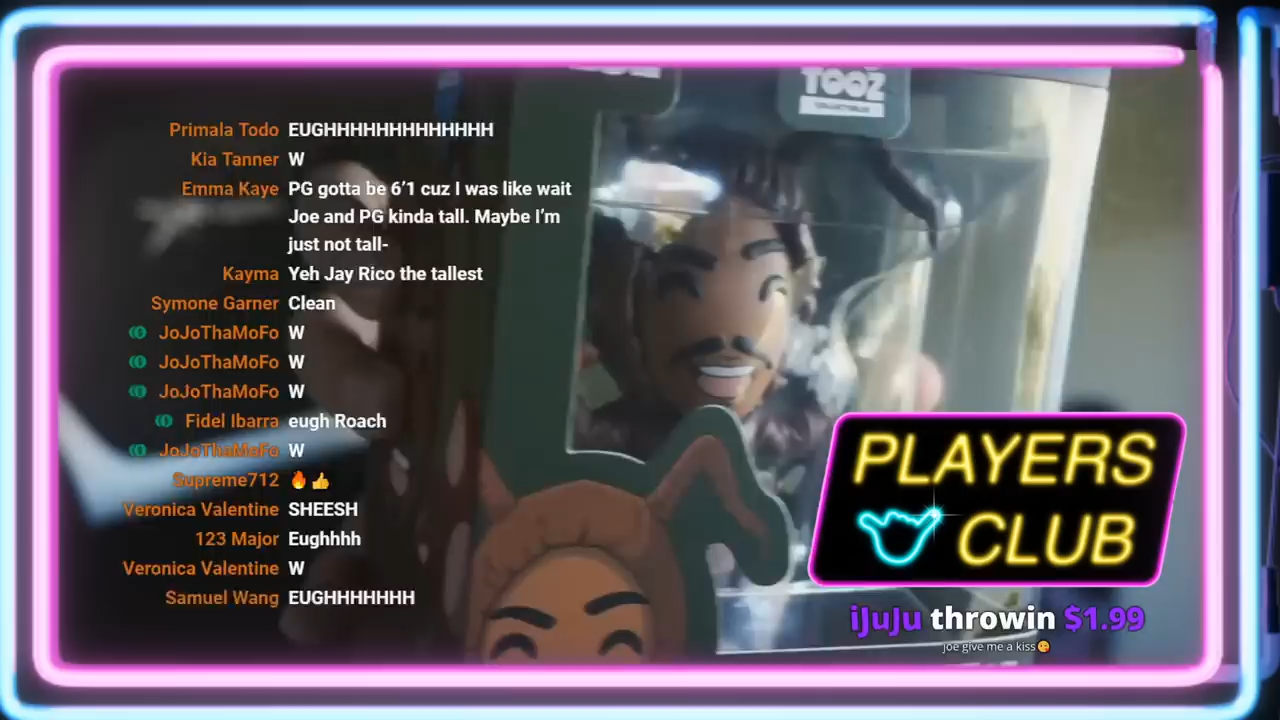 TOOZ
COLLECTIBLES
Primala Todo EUGHHHHHHHHHHHHH
Kia Tanner W
Emma Kaye PG gotta be 6’1 cuz I was like wait
Joe and PG kinda tall. Maybe I’m
just not tall-
Kayma Yeh Jay Rico the tallest
Symone Garner Clean
JoJoThaMoFo W
JoJoThaMoFo W
JoJoThaMoFo W
Fidel Ibarra eugh Roach
JoJoThaMoFo W
Supreme712 🔥👍
Veronica Valentine SHEESH
123 Major Eughhhh
Veronica Valentine W
Samuel Wang EUGHHHHHHH
PLAYERS
CLUB
iJuJu throwin $1.99
joe give me a kiss😘